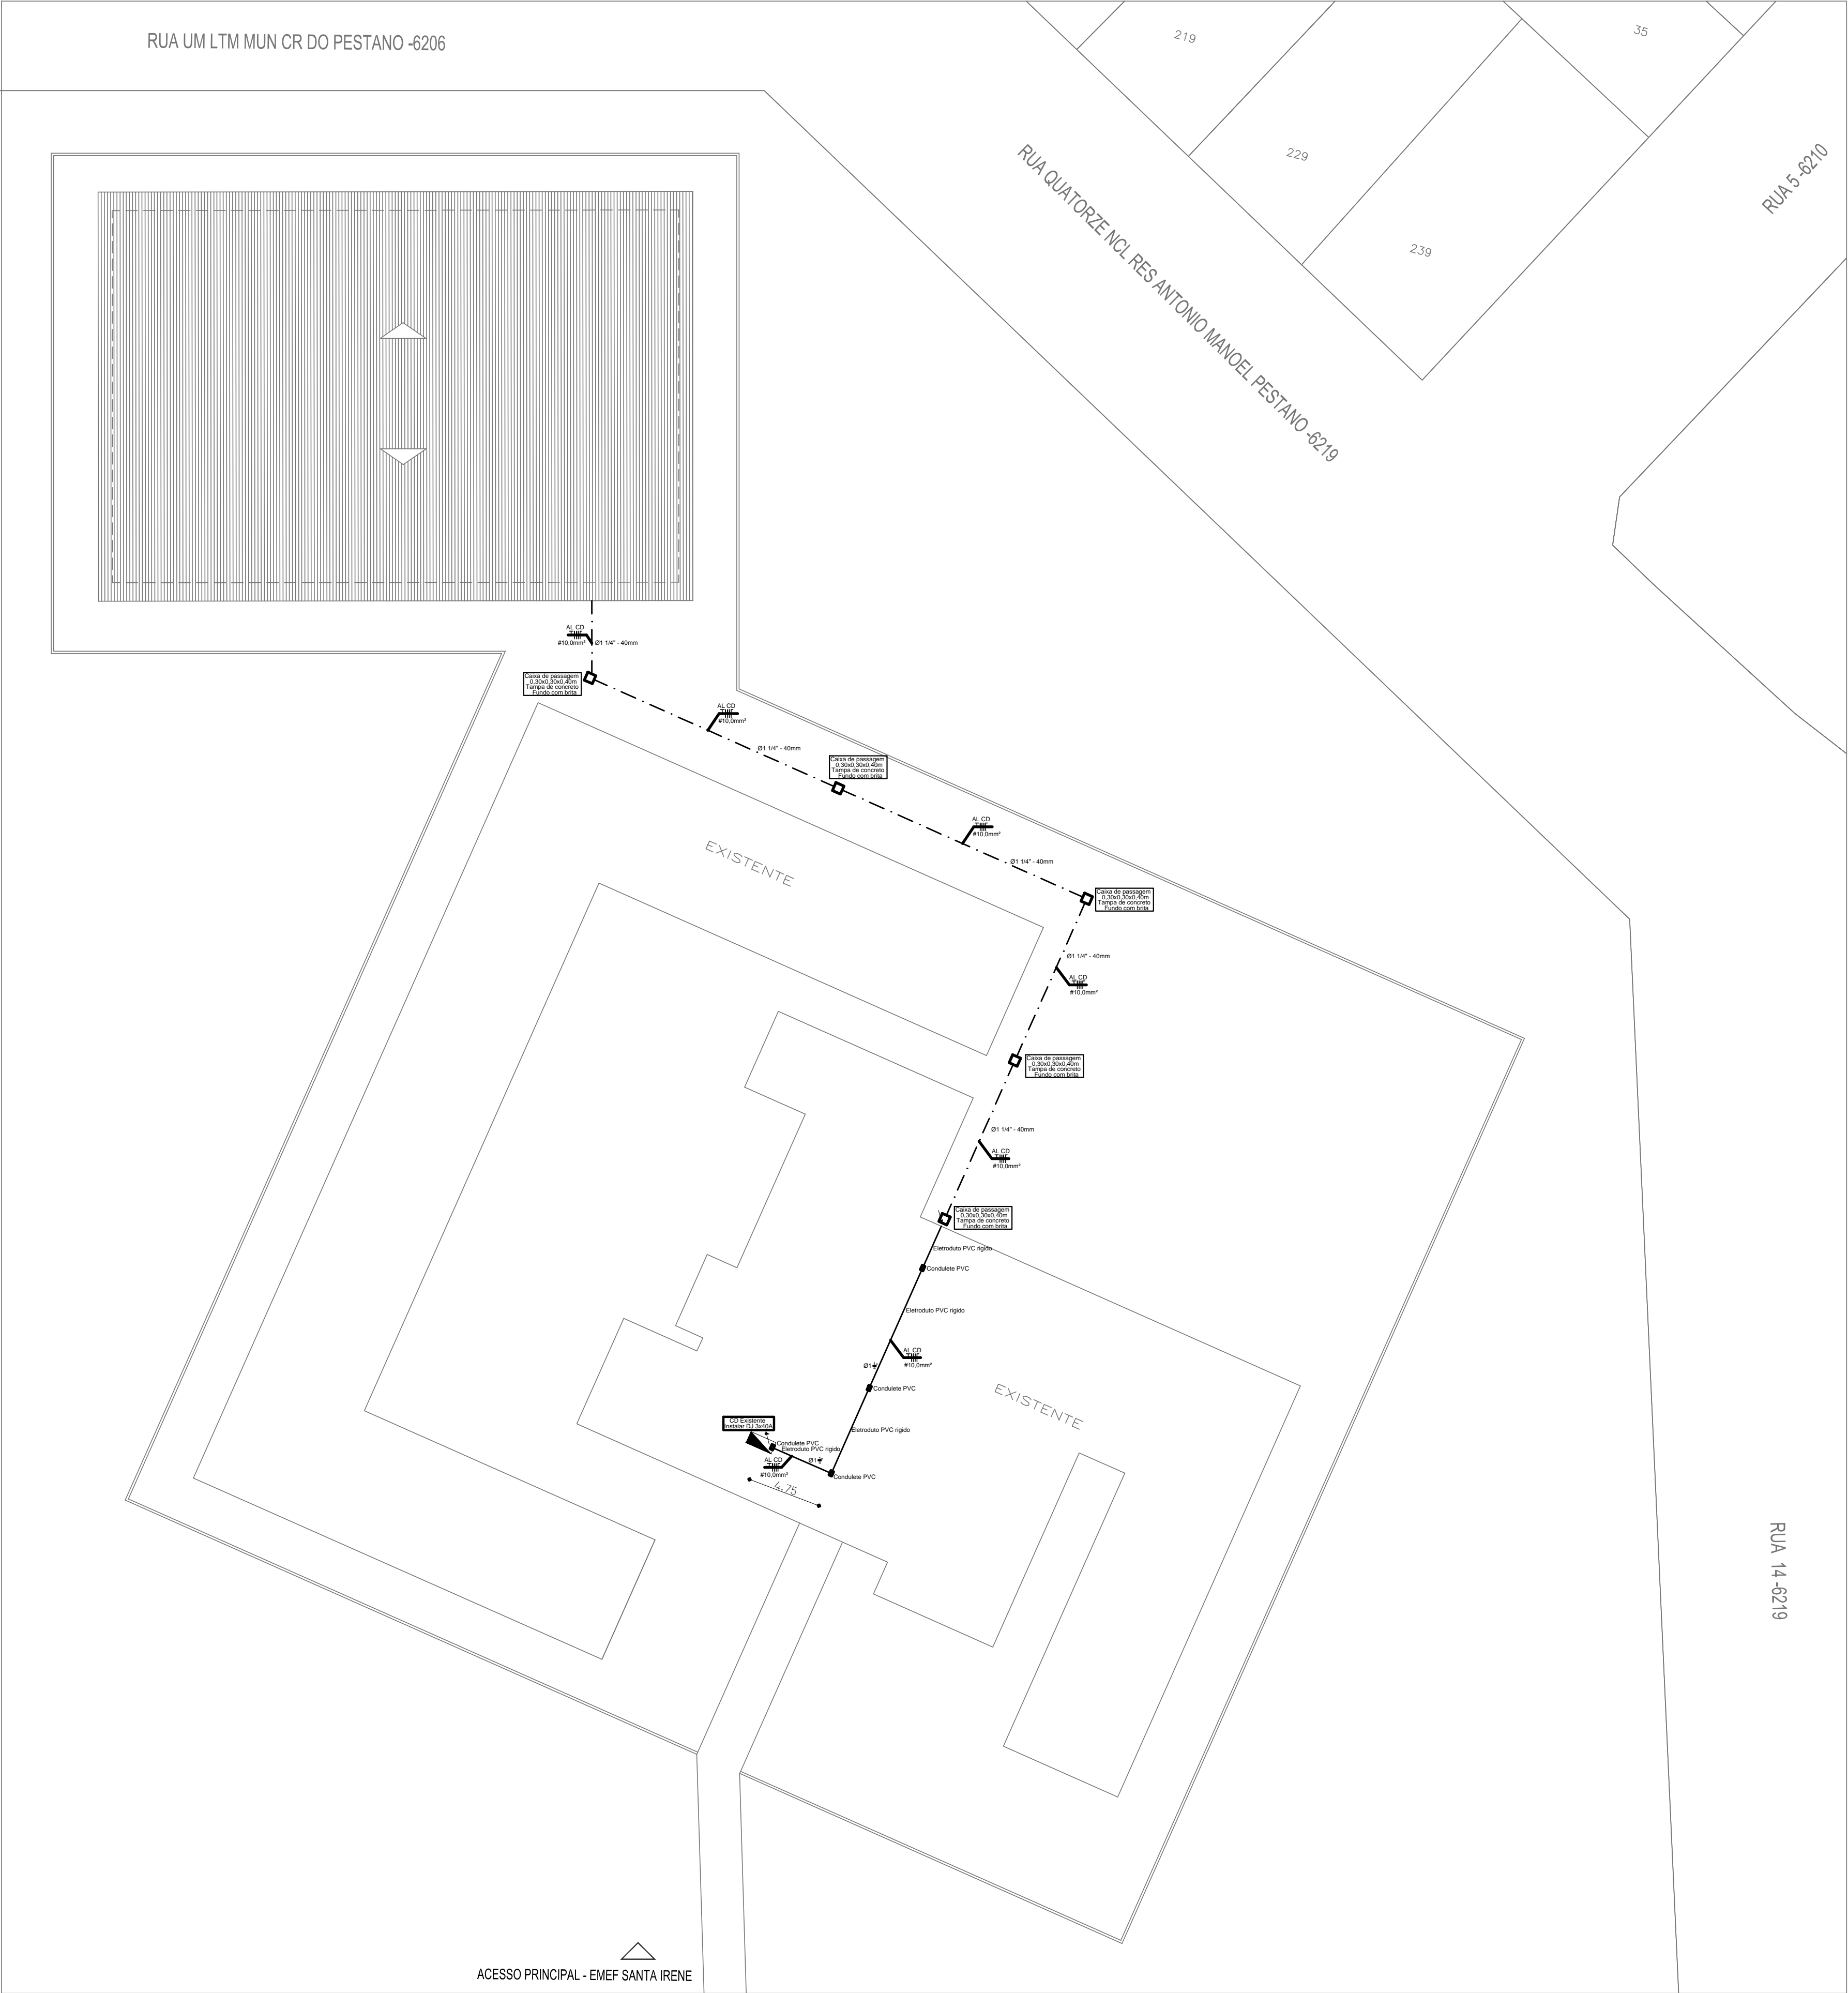 RUA UM LTM MUN CR DO PESTANO -6206
219
35
229
239
RUA QUATORZE NCL RES ANTONIO MANOEL PESTANO -6219
RUA 5 -6210
AL CD
#10,0mm²
Ø1 1/4" - 40mm
Caixa de passagem
0,30x0,30x0,40m
Tampa de concreto
Fundo com brita
AL CD
#10,0mm²
Ø1 1/4" - 40mm
Caixa de passagem
0,30x0,30x0,40m
Tampa de concreto
Fundo com brita
AL CD
#10,0mm²
Ø1 1/4" - 40mm
EXISTENTE
Caixa de passagem
0,30x0,30x0,40m
Tampa de concreto
Fundo com brita
Ø1 1/4" - 40mm
AL CD
#10,0mm²
Caixa de passagem
0,30x0,30x0,40m
Tampa de concreto
Fundo com brita
Ø1 1/4" - 40mm
AL CD
#10,0mm²
Caixa de passagem
0,30x0,30x0,40m
Tampa de concreto
Fundo com brita
Eletroduto PVC rigido
Condulete PVC
Eletroduto PVC rigido
AL CD
#10,0mm²
Condulete PVC
EXISTENTE
Eletroduto PVC rigido
CD Existente
Instalar DJ 3x40A
Condulete PVC
Eletroduto PVC rigido
AL CD
#10,0mm²
Condulete PVC
4,75
RUA 14 -6219
ACESSO PRINCIPAL - EMEF SANTA IRENE